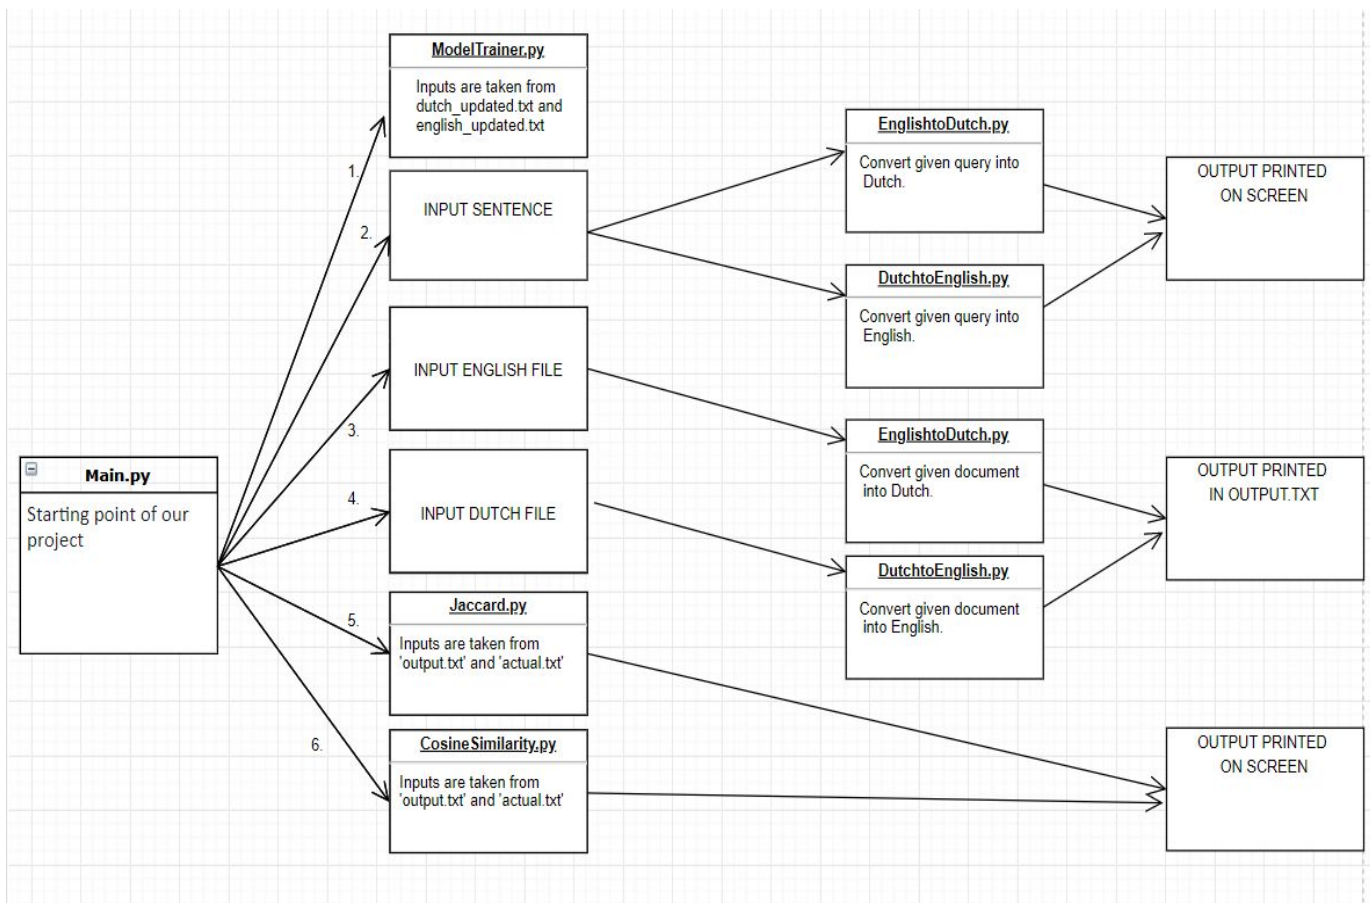 ModelTrainer.py
Inputs are taken from
dutch_updated.txt and
english_updated.txt
1.
INPUT SENTENCE
2.
EnglishtoDutch.py
Convert given query into
Dutch.
OUTPUT PRINTED
ON SCREEN
DutchtoEnglish.py
Convert given query into
English.
INPUT ENGLISH FILE
3.
EnglishtoDutch.py
Convert given document
into Dutch.
Main.py
Starting point of our
project
4.
INPUT DUTCH FILE
OUTPUT PRINTED
IN OUTPUT.TXT
DutchtoEnglish.py
Convert given document
into English.
5.
Jaccard.py
Inputs are taken from
'output.txt' and 'actual.txt'
6.
CosineSimilarity.py
Inputs are taken from
'output.txt' and 'actual.txt'
OUTPUT PRINTED
ON SCREEN